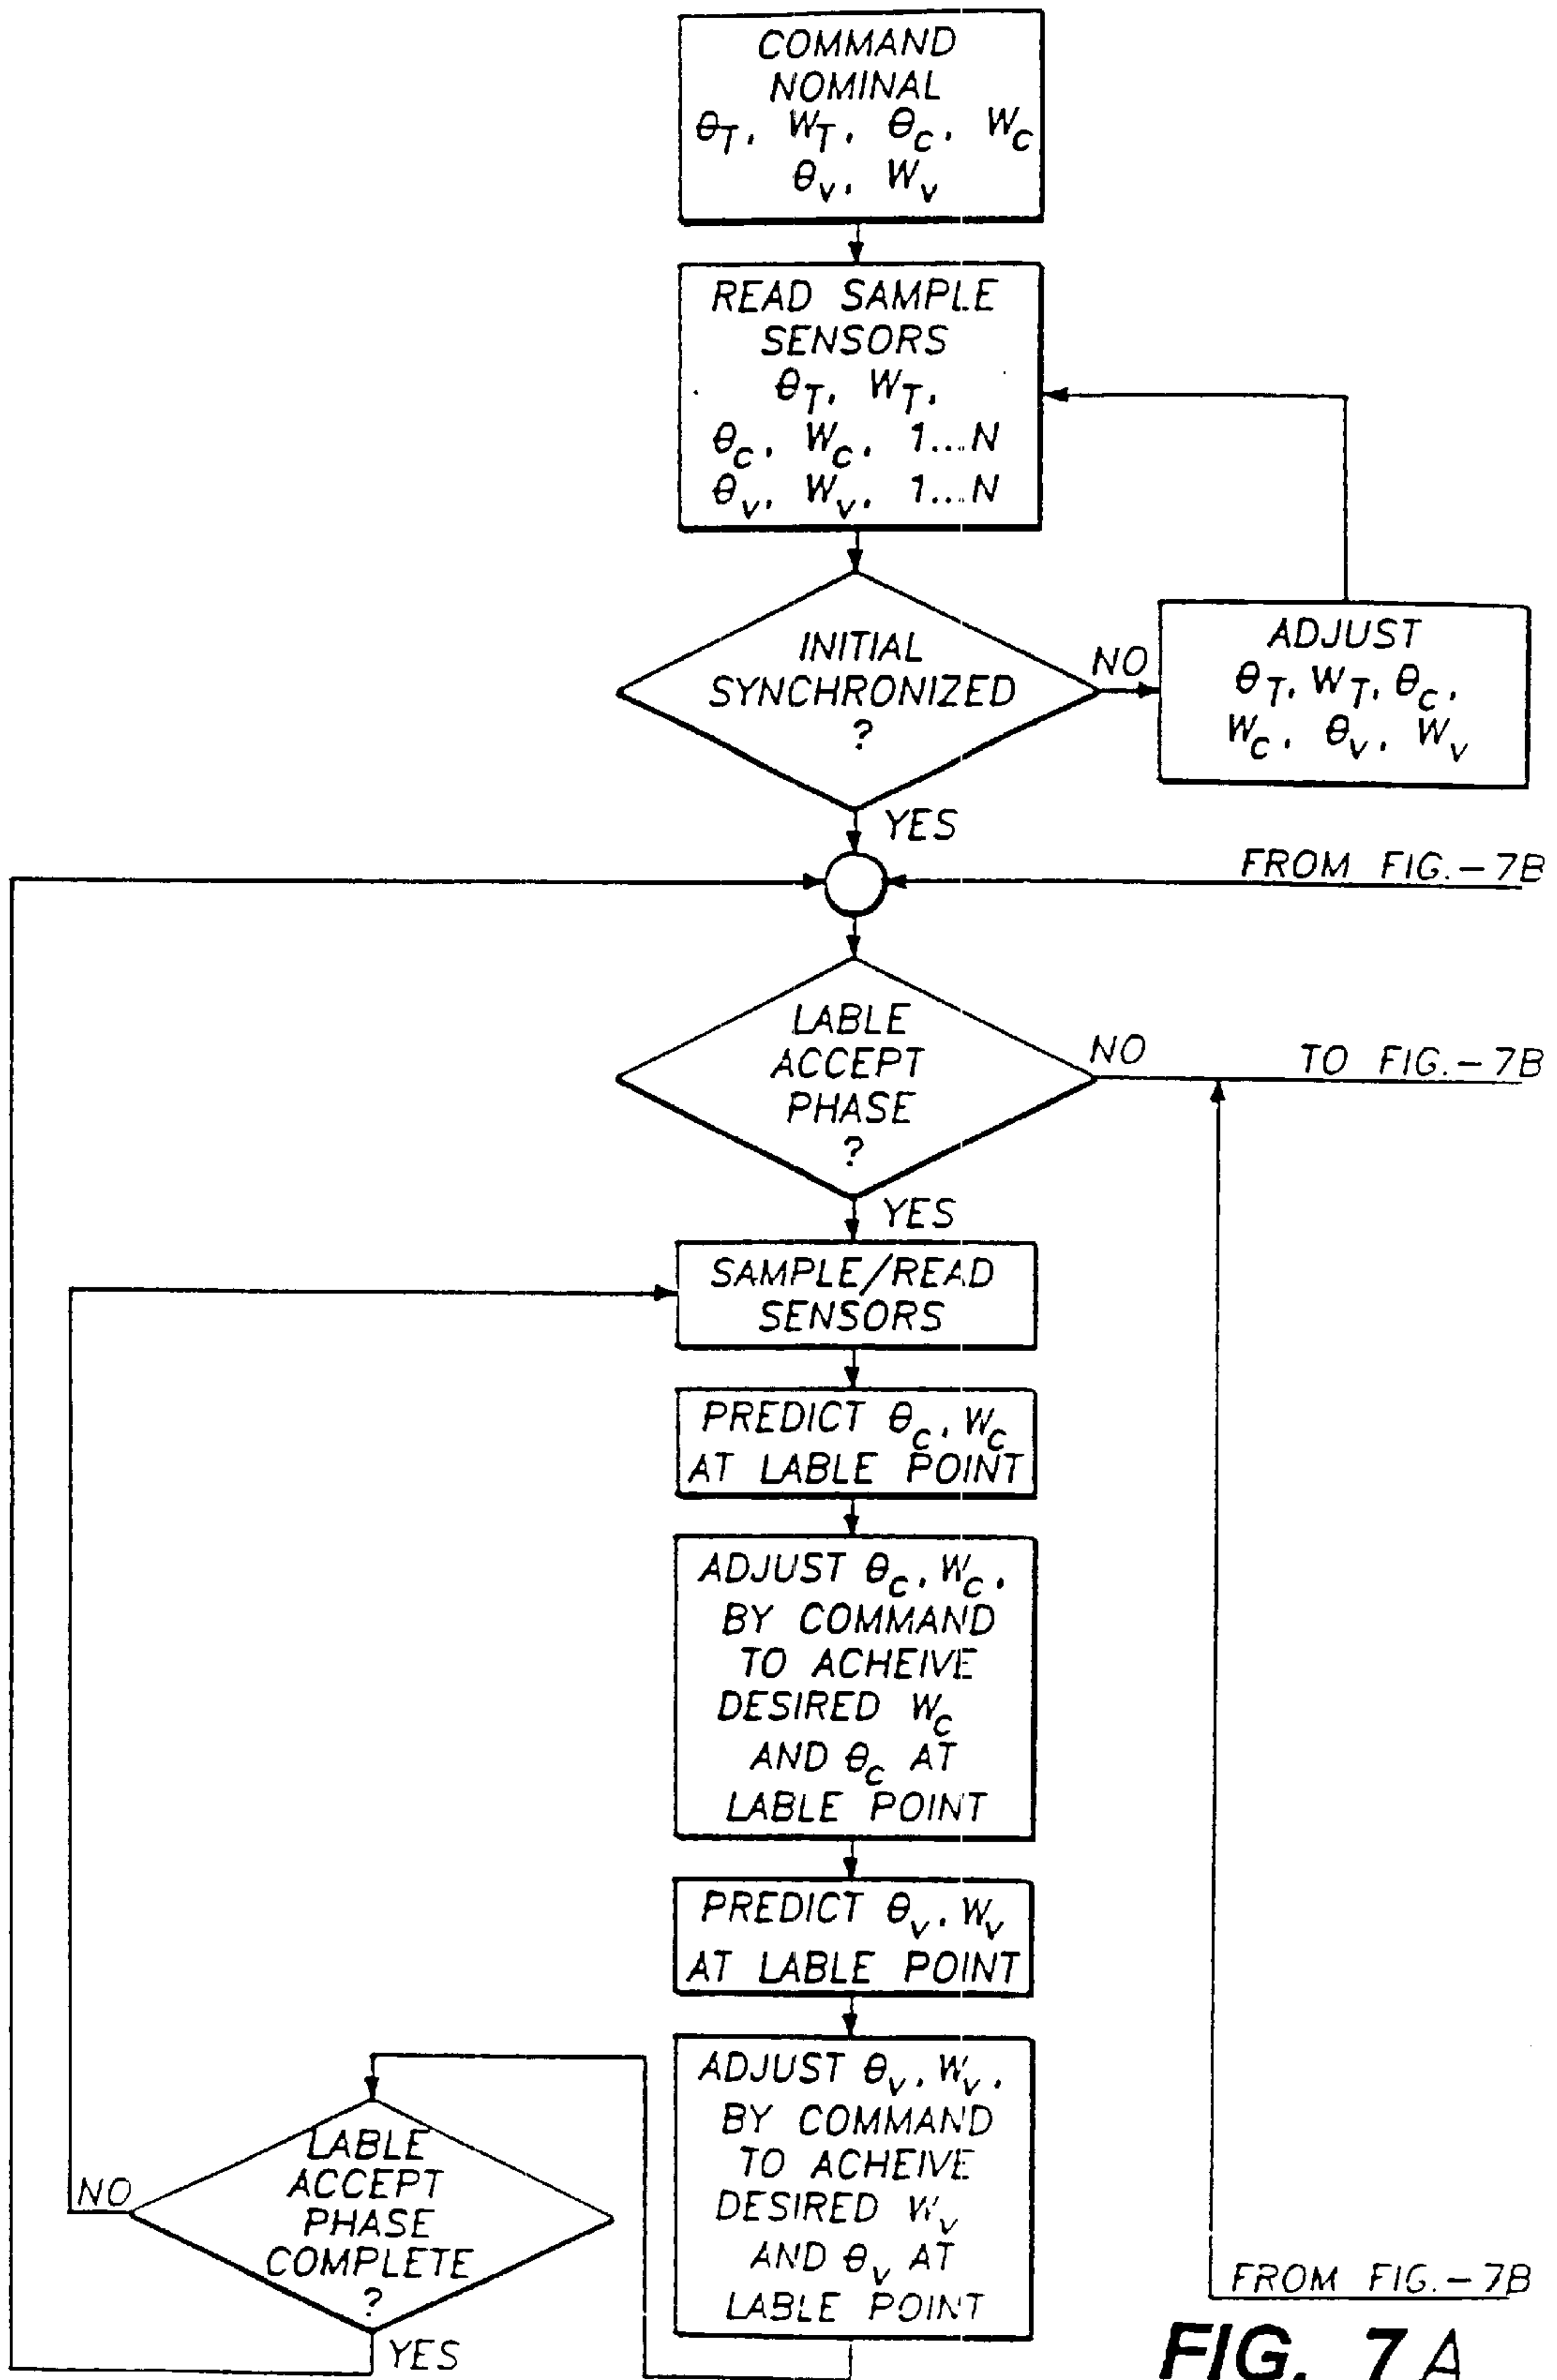 COMMAND
NOMINAL
θT, WT, θC, WC
θV, WV
READ SAMPLE
SENSORS
θT, WT,
θC, WC, 1...N
θV, WV, 1...N
INITIAL
SYNCHRONIZED
?
NO
ADJUST
θT, WT, θC,
WC, θV, WV
YES
FROM FIG.-7B
LABLE
ACCEPT
PHASE
?
NO
TO FIG.-7B
YES
SAMPLE/READ
SENSORS
PREDICT θC, WC
AT LABLE POINT
ADJUST θC, WC,
BY COMMAND
TO ACHEIVE
DESIRED WC
AND θC AT
LABLE POINT
PREDICT θV, WV
AT LABLE POINT
ADJUST θV, WV,
BY COMMAND
TO ACHEIVE
DESIRED WV
AND θV AT
LABLE POINT
LABLE
ACCEPT
PHASE
COMPLETE
?
NO
YES
FROM FIG.-7B
FIG. 7A